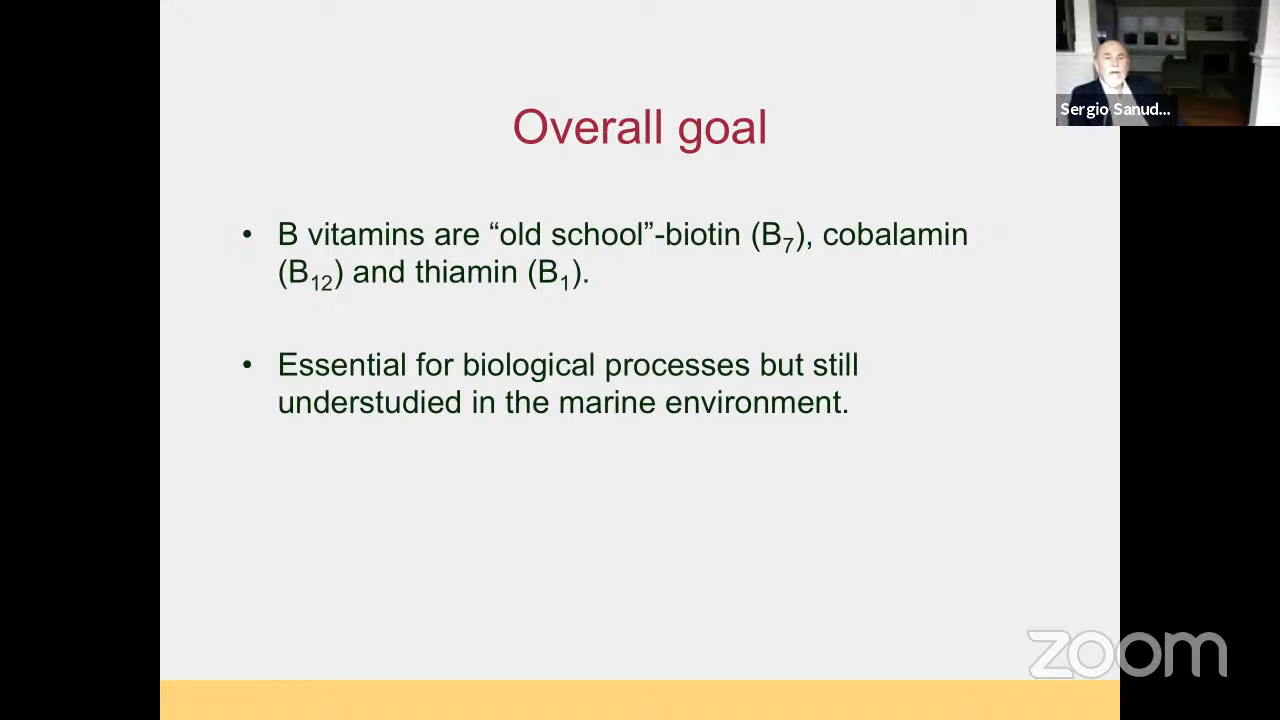 Overall goal
• B vitamins are “old school”-biotin (B7), cobalamin
(B12) and thiamin (B1).
• Essential for biological processes but still
understudied in the marine environment.
Sergio Sanud...
zoom